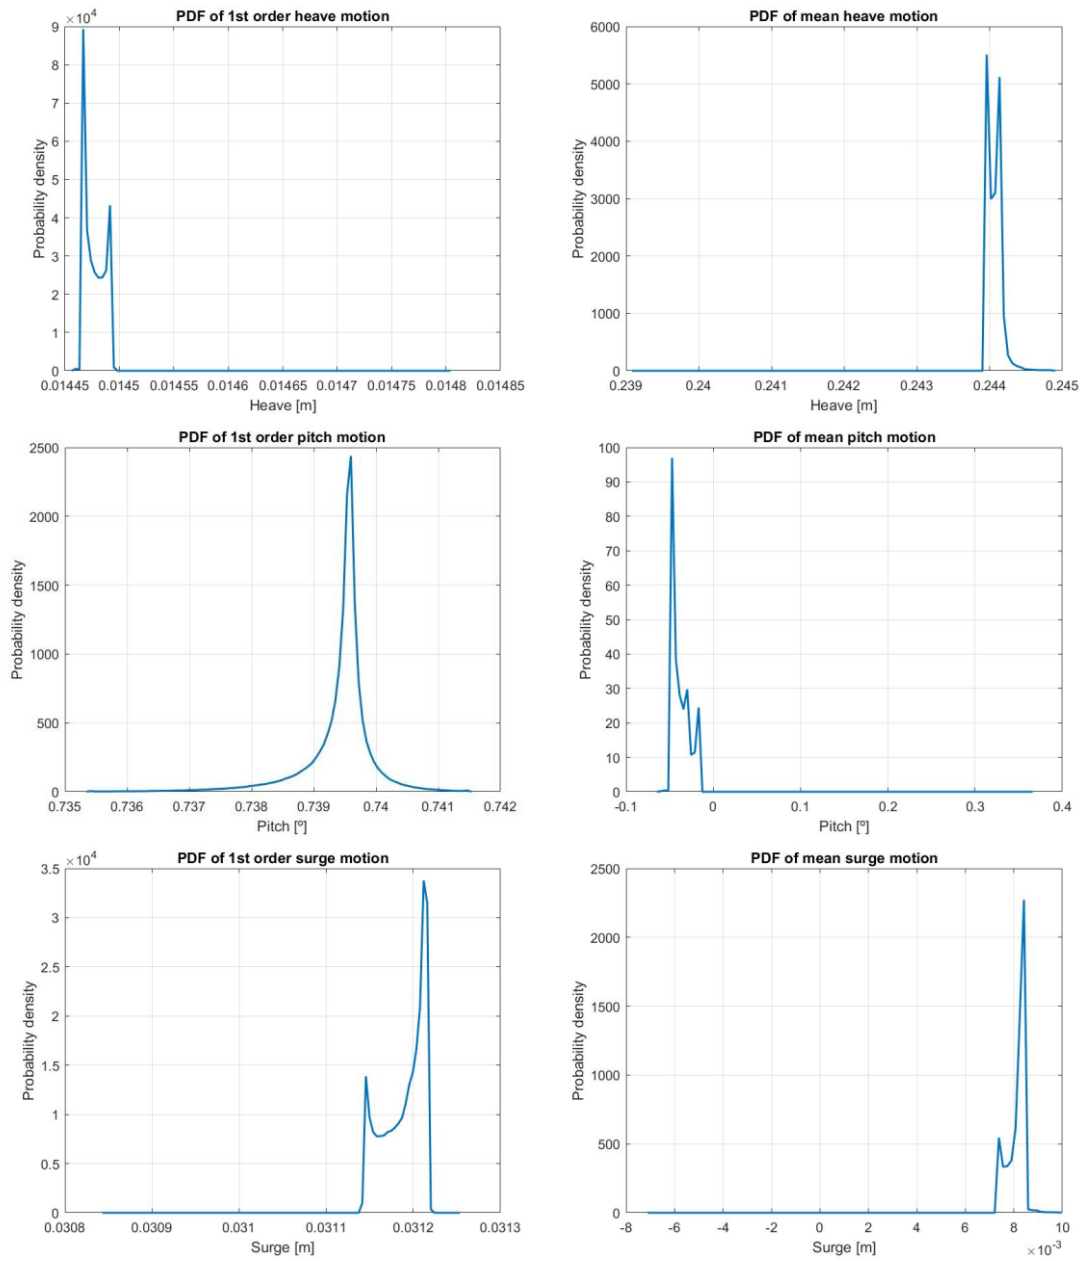 PDF of 1st order heave motion
×10⁴
9
8
7
6
5
4
3
2
1
0
Probability density
0.01445 0.0145 0.01455 0.0146 0.01465 0.0147 0.01475 0.0148 0.01485
Heave [m]
PDF of mean heave motion
6000
5000
4000
3000
2000
1000
0
Probability density
0.239 0.24 0.241 0.242 0.243 0.244 0.245
Heave [m]
PDF of 1st order pitch motion
2500
2000
1500
1000
500
0
Probability density
0.735 0.736 0.737 0.738 0.739 0.74 0.741 0.742
Pitch [º]
PDF of mean pitch motion
100
90
80
70
60
50
40
30
20
10
0
Probability density
-0.1 0 0.1 0.2 0.3 0.4
Pitch [º]
PDF of 1st order surge motion
×10⁴
3.5
3
2.5
2
1.5
1
0.5
0
Probability density
0.0308 0.0309 0.031 0.0311 0.0312 0.0313
Surge [m]
PDF of mean surge motion
2500
2000
1500
1000
500
0
Probability density
-8 -6 -4 -2 0 2 4 6 8 10
Surge [m]
×10⁻³